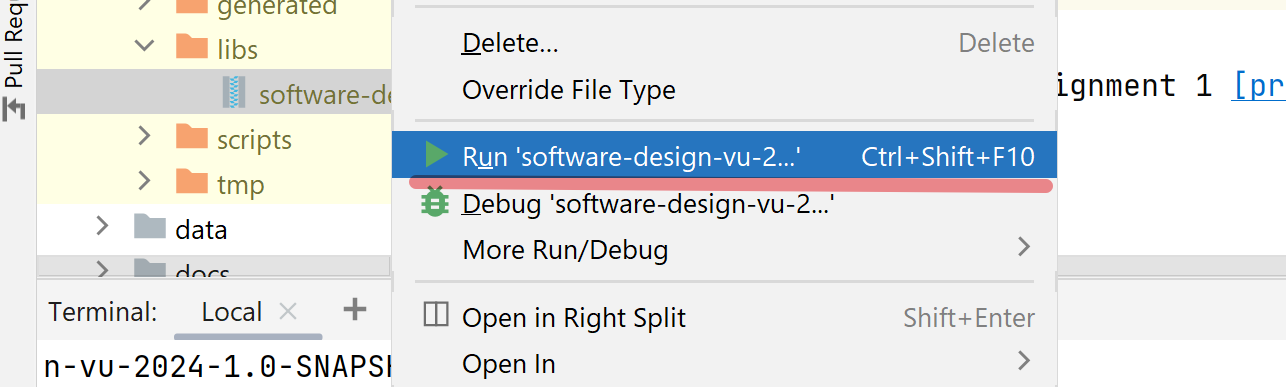 Pull Requ
generated
libs
software-de
scripts
tmp
data
docs
Delete... Delete
Override File Type
Run 'software-design-vu-2...' Ctrl+Shift+F10
Debug 'software-design-vu-2...'
More Run/Debug
Open in Right Split Shift+Enter
Open In
ignment 1 [pr
Terminal: Local
n-vu-2024-1.0-SNAPSH